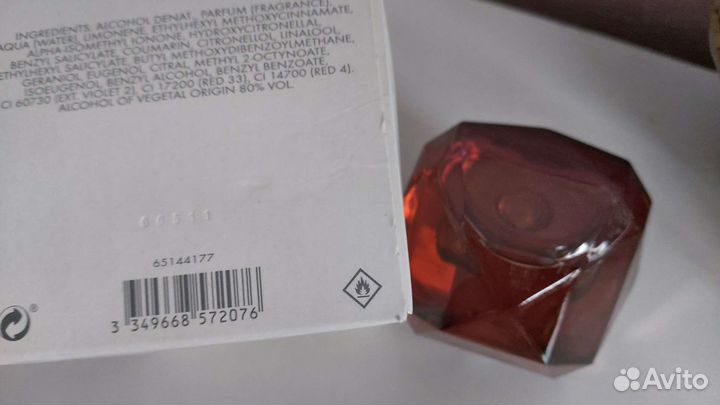 INGREDIENTS: ALCOHOL DENAT., PARFUM (FRAGRANCE),
AQUA (WATER), LIMONENE, ETHYLHEXYL METHOXYCINNAMATE,
ALPHA-ISOMETHYL IONONE, HYDROXYCITRONELLAL,
BENZYL SALICYLATE, COUMARIN, CITRONELLOL, LINALOOL,
ETHYLHEXYL SALICYLATE, BUTYL METHOXYDIBENZOYLMETHANE,
GERANIOL, EUGENOL, CITRAL, METHYL 2-OCTYNOATE,
ISOEUGENOL, BENZYL ALCOHOL, BENZYL BENZOATE,
CI 60730 (EXT. VIOLET 2), CI 17200 (RED 33), CI 14700 (RED 4).
ALCOHOL OF VEGETAL ORIGIN 80% VOL.
65144177
3 349668 572076
Avito